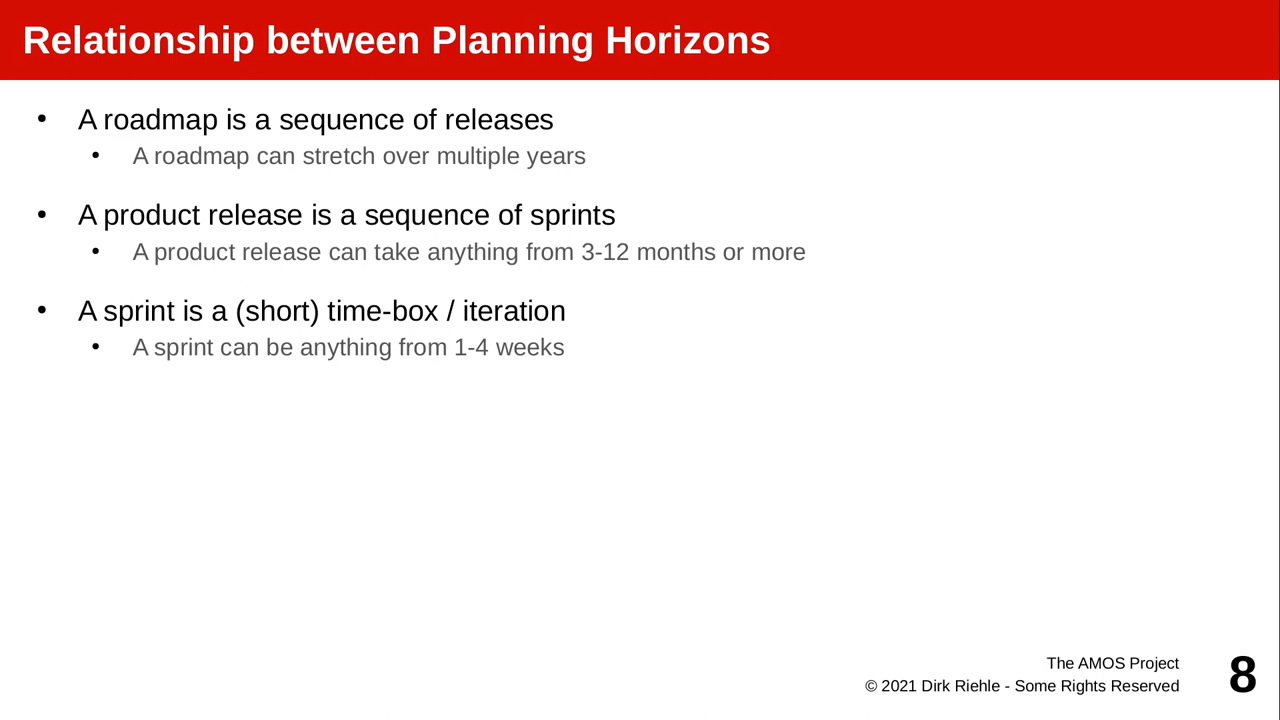 Relationship between Planning Horizons
• A roadmap is a sequence of releases
• A roadmap can stretch over multiple years
• A product release is a sequence of sprints
• A product release can take anything from 3-12 months or more
• A sprint is a (short) time-box / iteration
• A sprint can be anything from 1-4 weeks
The AMOS Project
© 2021 Dirk Riehle - Some Rights Reserved
8